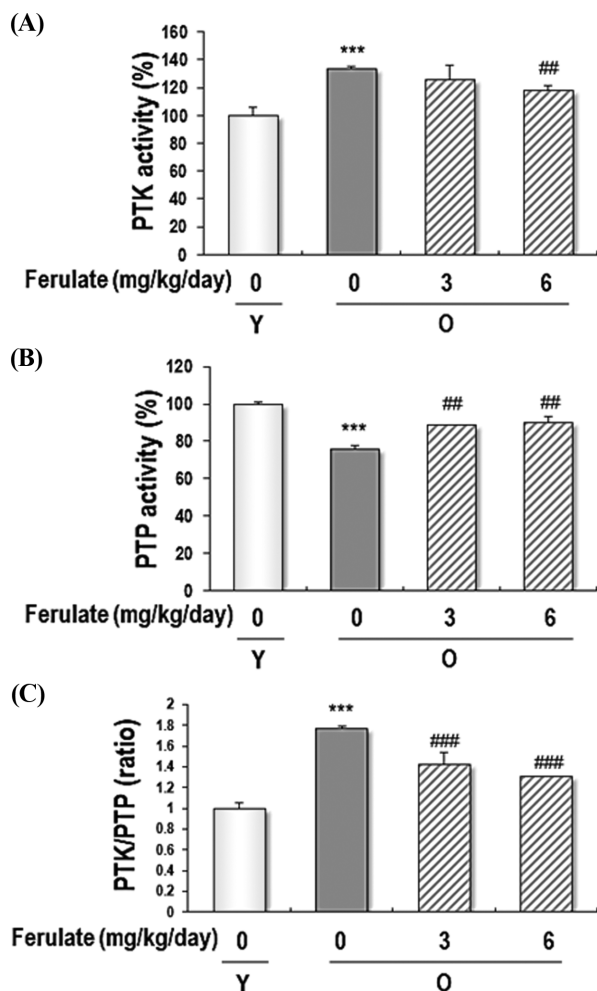 (A)
PTK activity (%)
160
140
120
100
80
60
40
20
0
***
##
Ferulate (mg/kg/day) 0 0 3 6
Y O
(B)
PTP activity (%)
120
100
80
60
40
20
0
***
## ##
Ferulate (mg/kg/day) 0 0 3 6
Y O
(C)
PTK/PTP (ratio)
2
1.8
1.6
1.4
1.2
1
0.8
0.6
0.4
0.2
0
***
### ###
Ferulate (mg/kg/day) 0 0 3 6
Y O